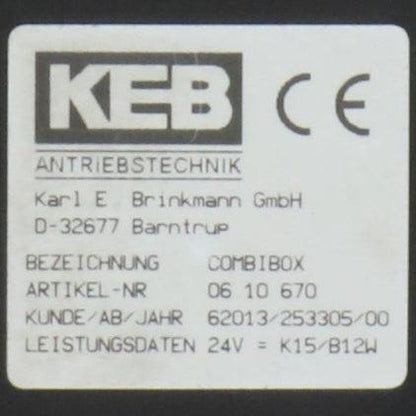 KEB CE
ANTRiEBSTECHNIK
Karl E Brinkmann GmbH
D-32677 Barntrup
BEZEICHNUNG COMBIBOX
ARTIKEL-NR 06 10 670
KUNDE/AB/JAHR 62013/253305/00
LEISTUNGSDATEN 24V = K15/B12W